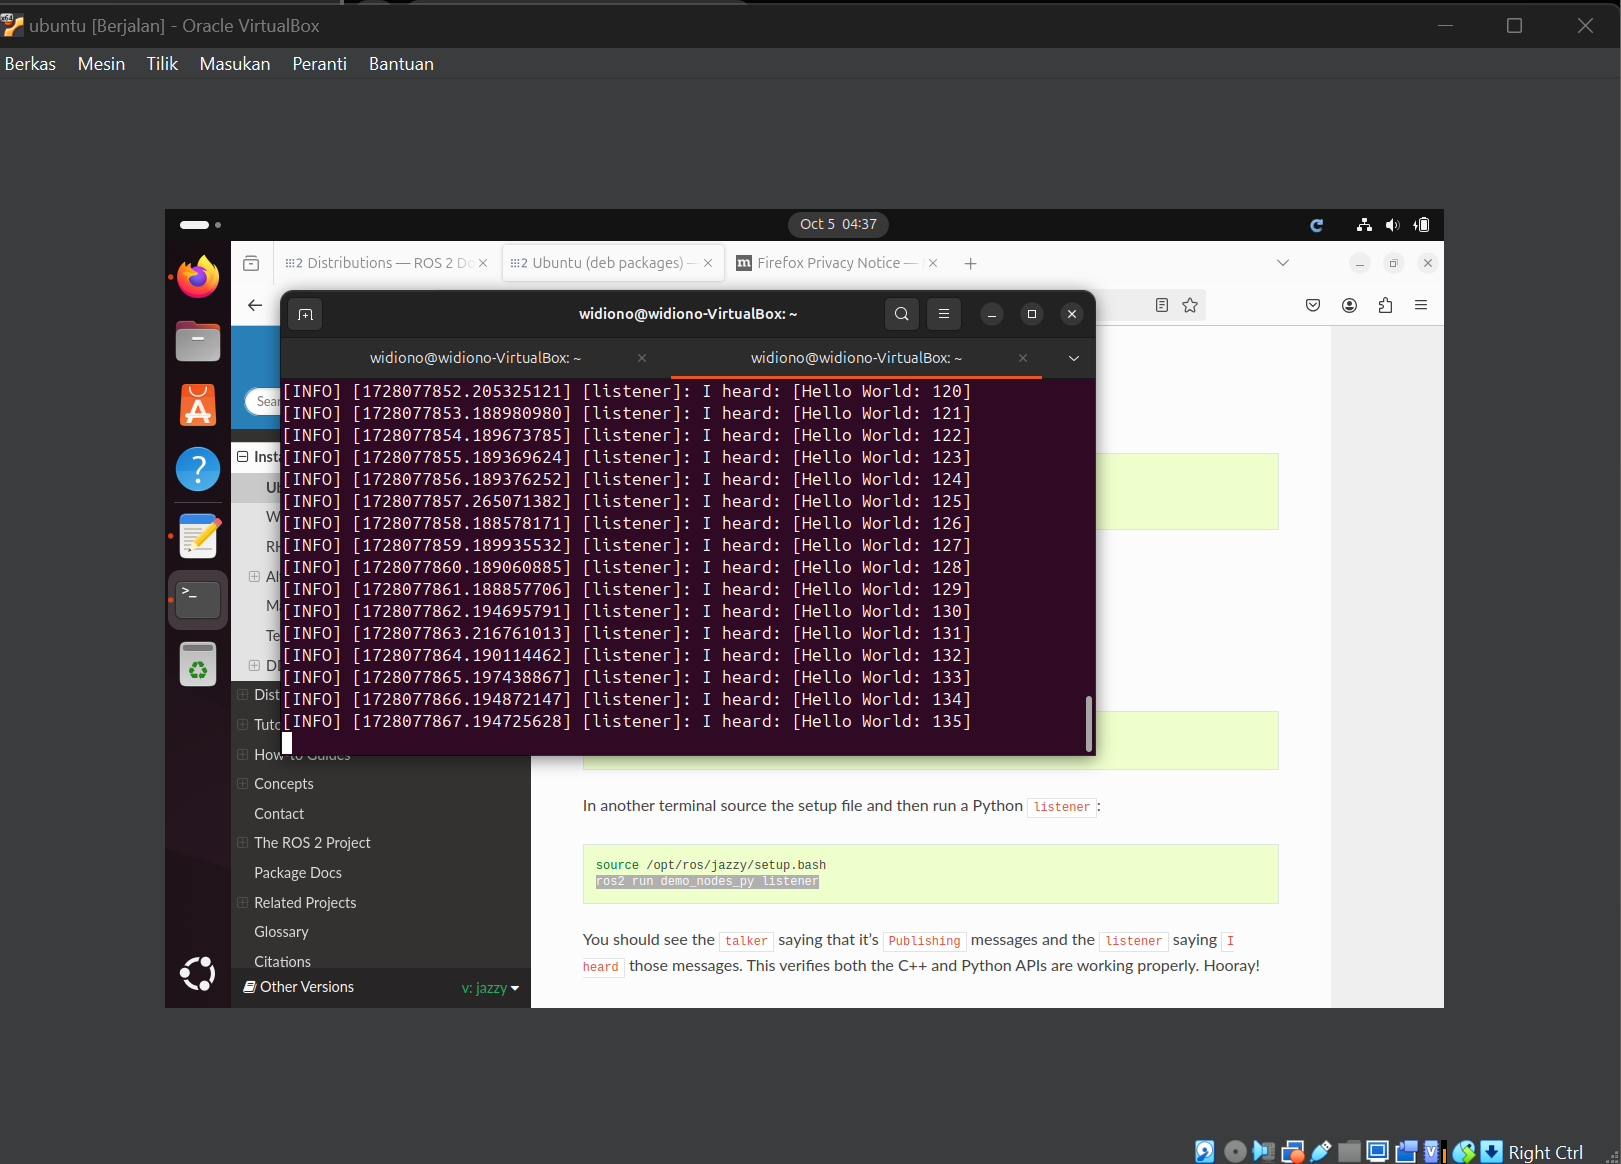 ubuntu [Berjalan] - Oracle VirtualBox
Berkas Mesin Tilik Masukan Peranti Bantuan
Oct 5 04:37
Distributions — ROS 2 Do
Ubuntu (deb packages) —
Firefox Privacy Notice —
widiono@widiono-VirtualBox: ~
widiono@widiono-VirtualBox: ~
widiono@widiono-VirtualBox: ~
[INFO] [1728077852.205325121] [listener]: I heard: [Hello World: 120]
[INFO] [1728077853.188980980] [listener]: I heard: [Hello World: 121]
[INFO] [1728077854.189673785] [listener]: I heard: [Hello World: 122]
[INFO] [1728077855.189369624] [listener]: I heard: [Hello World: 123]
[INFO] [1728077856.189376252] [listener]: I heard: [Hello World: 124]
[INFO] [1728077857.265071382] [listener]: I heard: [Hello World: 125]
[INFO] [1728077858.188578171] [listener]: I heard: [Hello World: 126]
[INFO] [1728077859.189935532] [listener]: I heard: [Hello World: 127]
[INFO] [1728077860.189060885] [listener]: I heard: [Hello World: 128]
[INFO] [1728077861.188857706] [listener]: I heard: [Hello World: 129]
[INFO] [1728077862.194695791] [listener]: I heard: [Hello World: 130]
[INFO] [1728077863.216761013] [listener]: I heard: [Hello World: 131]
[INFO] [1728077864.190114462] [listener]: I heard: [Hello World: 132]
[INFO] [1728077865.197438867] [listener]: I heard: [Hello World: 133]
[INFO] [1728077866.194872147] [listener]: I heard: [Hello World: 134]
[INFO] [1728077867.194725628] [listener]: I heard: [Hello World: 135]
Sear
Inst
Ub
W
RH
Al
Ma
Te
Dist
Tuto
How-to Guides
Concepts
Contact
The ROS 2 Project
Package Docs
Related Projects
Glossary
Citations
Other Versions
v: jazzy
In another terminal source the setup file and then run a Python listener:
source /opt/ros/jazzy/setup.bash
ros2 run demo_nodes_py listener
You should see the talker saying that it’s Publishing messages and the listener saying I
heard those messages. This verifies both the C++ and Python APIs are working properly. Hooray!
Right Ctrl